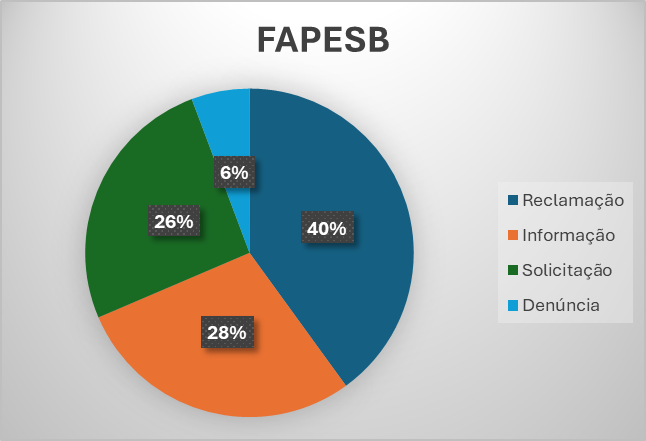 FAPESB
6%
26%
40%
28%
Reclamação
Informação
Solicitação
Denúncia